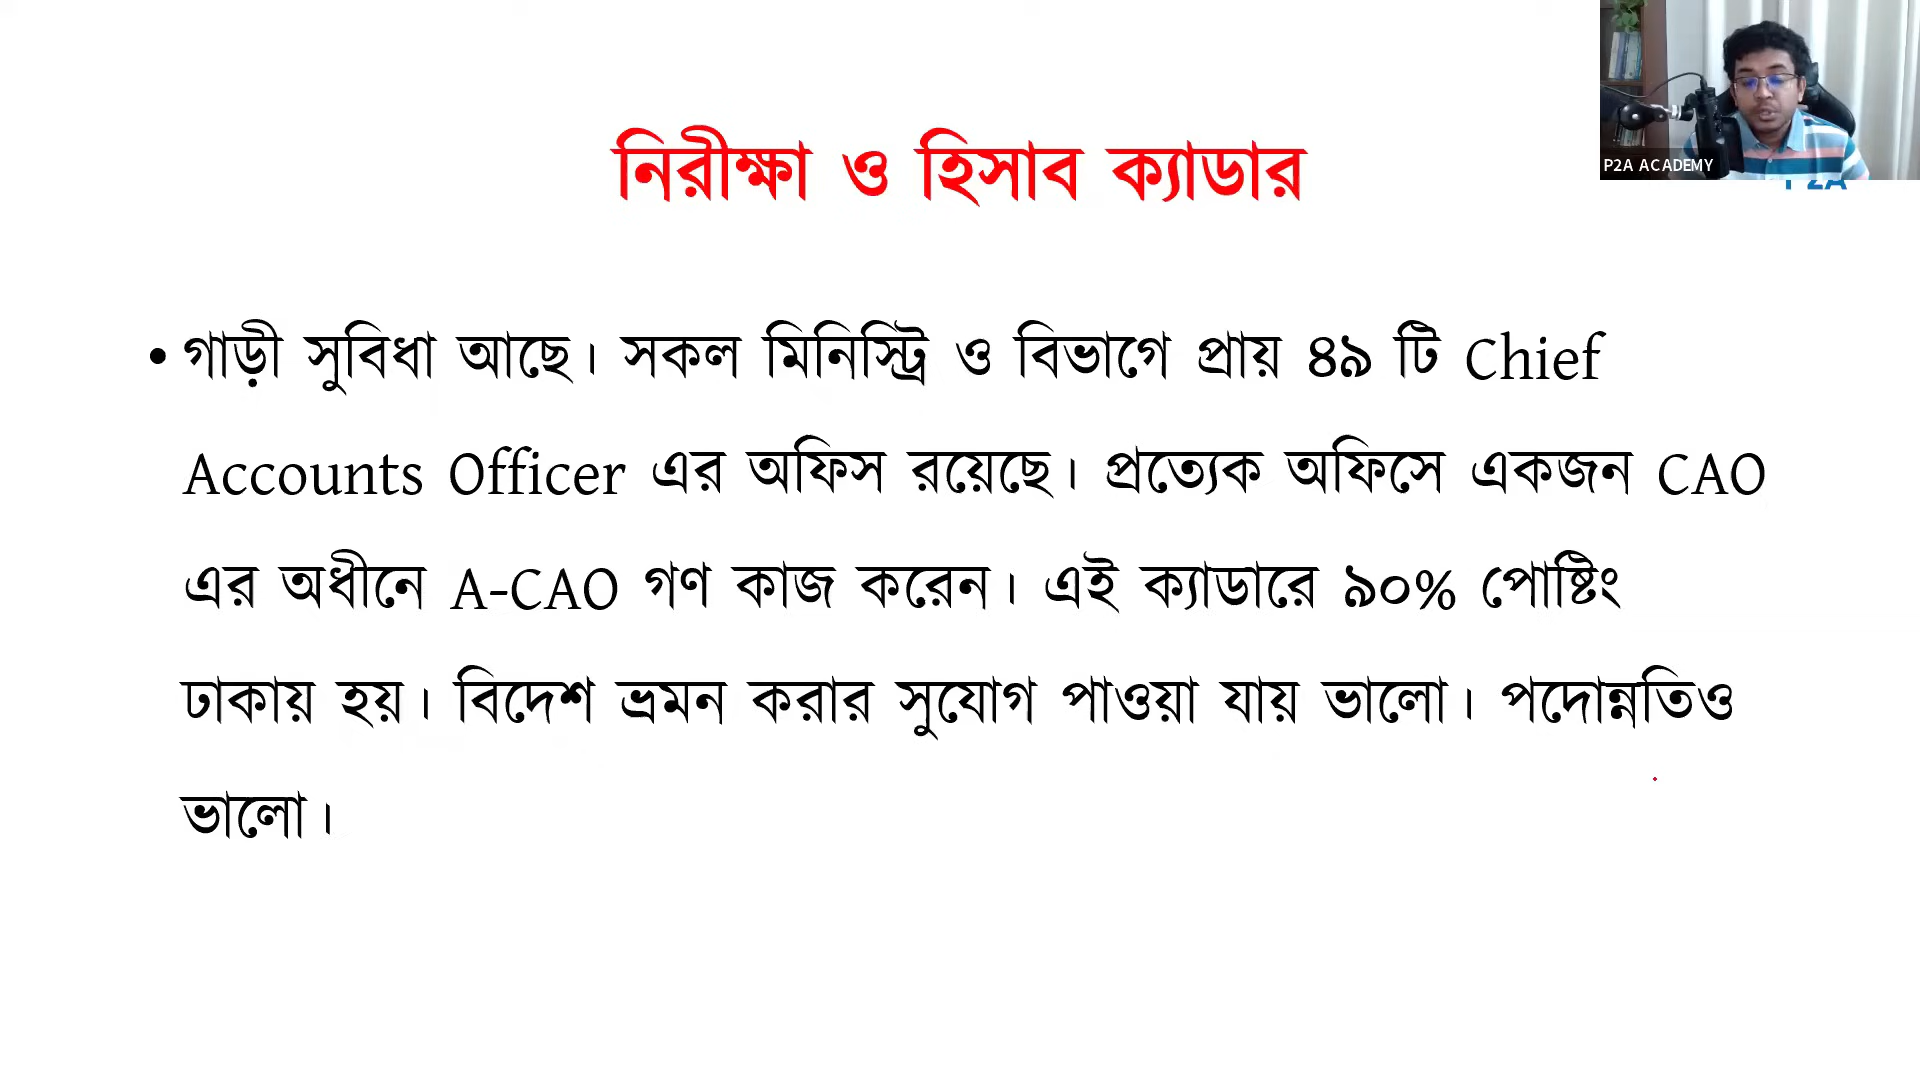 P2A ACADEMY
নিরীক্ষা ও হিসাব ক্যাডার
• গাড়ী সুবিধা আছে। সকল মিনিস্ট্রি ও বিভাগে প্রায় ৪৯ টি Chief
Accounts Officer এর অফিস রয়েছে। প্রত্যেক অফিসে একজন CAO
এর অধীনে A-CAO গণ কাজ করেন। এই ক্যাডারে ৯০% পোষ্টিং
ঢাকায় হয়। বিদেশ ভ্রমন করার সুযোগ পাওয়া যায় ভালো। পদোন্নতিও
ভালো।